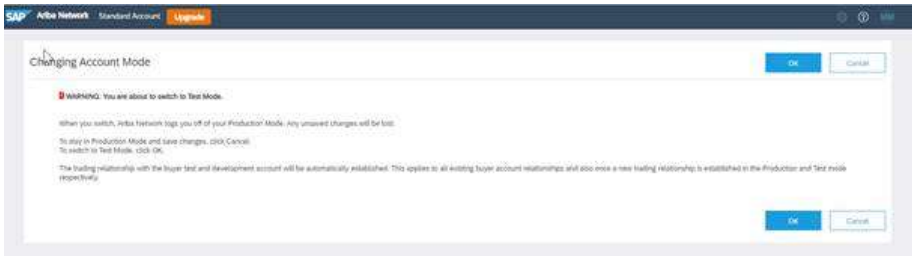 SAP Ariba Network Standard Account Upgrade
Changing Account Mode
OK Cancel
WARNING: You are about to switch to Test Mode.
When you switch, Ariba Network logs you off of your Production Mode. Any unsaved changes will be lost.
To stay in Production Mode and save changes, click Cancel.
To switch to Test Mode, click OK.
The trading relationship with the buyer test and development account will be automatically established. This applies to all existing buyer account relationships and also once a new trading relationship is established in the Production and Test mode
respectively.
OK Cancel